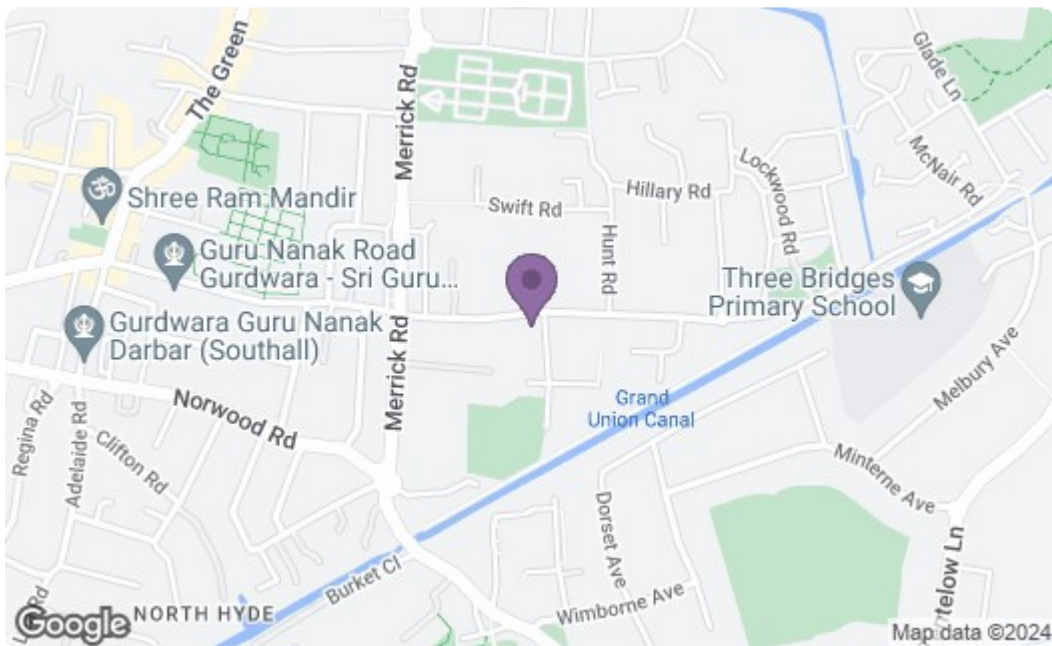 The Green
Merrick Rd
Glade Ln
McNair Rd
Lockwood Rd
Hillary Rd
Swift Rd
Hunt Rd
Shree Ram Mandir
Guru Nanak Road
Gurdwara - Sri Guru...
Three Bridges
Primary School
Gurdwara Guru Nanak
Darbar (Southall)
Merrick Rd
Norwood Rd
Regina Rd
Adelaide Rd
Clifton Rd
Grand
Union Canal
Melbury Ave
Minterne Ave
Dorset Ave
Wimborne Ave
Burket Cl
NORTH HYDE
Rd
telow Ln
Google
Map data ©2024